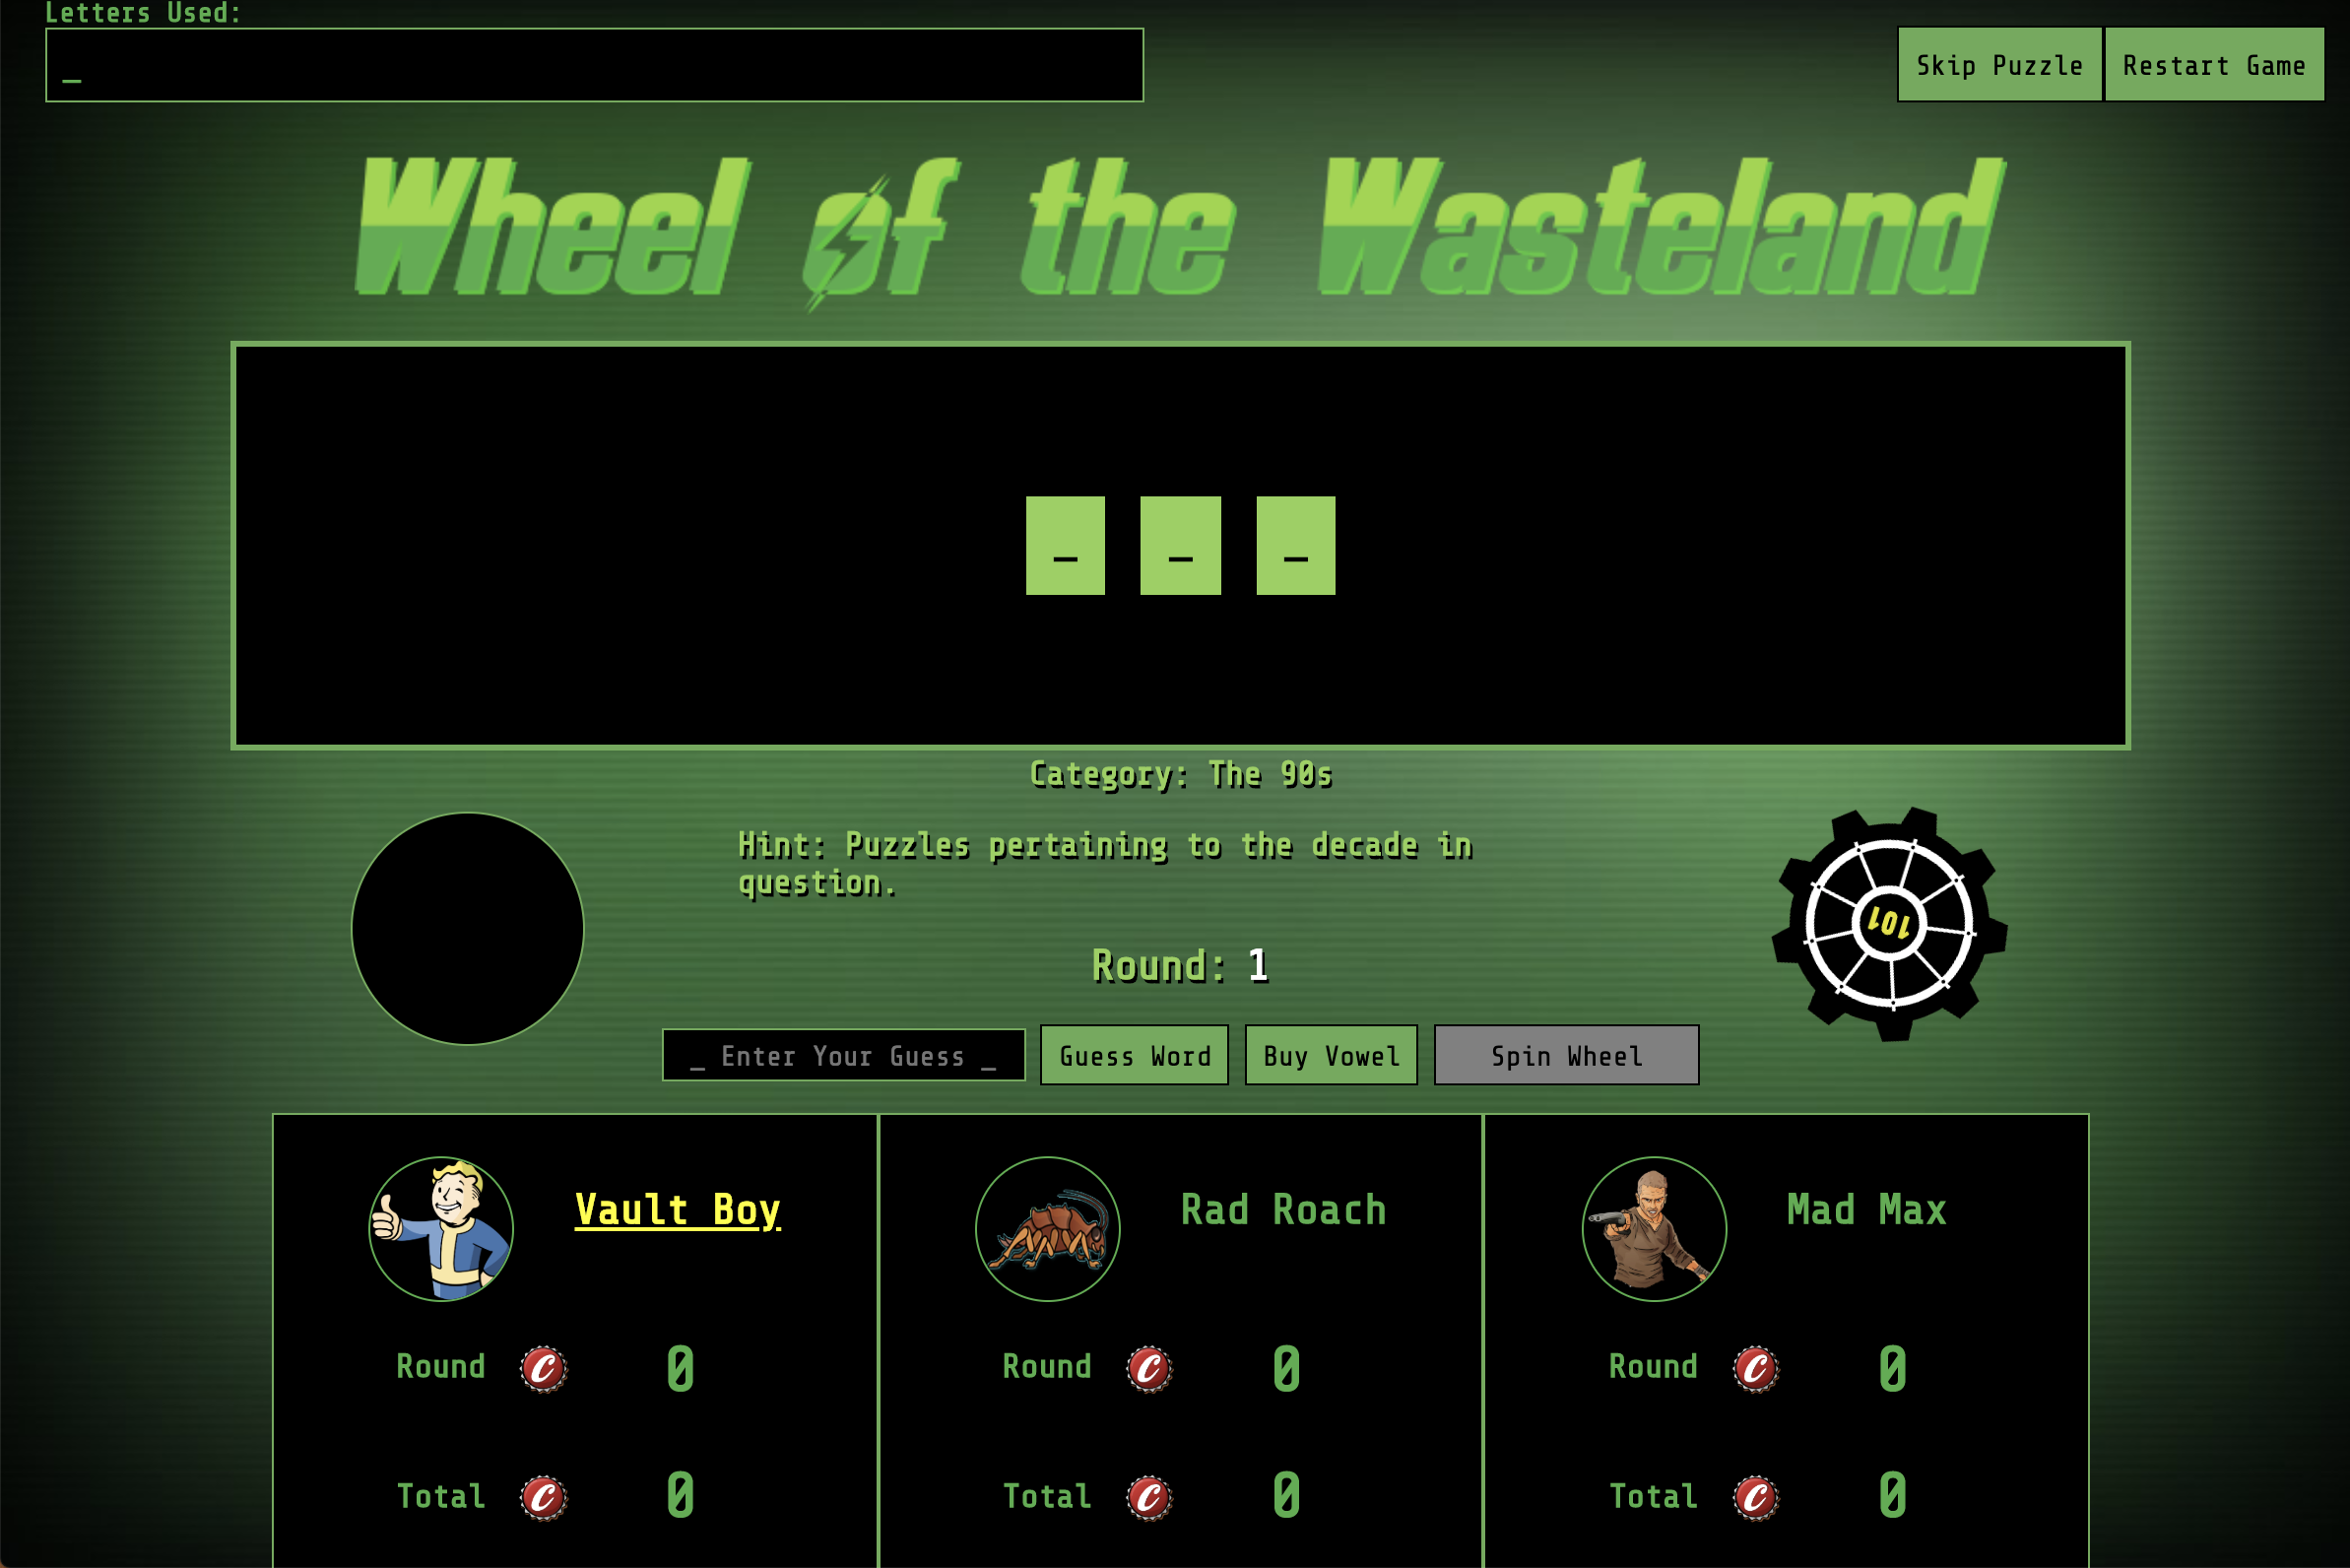 Letters Used:
_
Skip Puzzle
Restart Game
Wheel of the Wasteland
_ _ _
Category: The 90s
Hint: Puzzles pertaining to the decade in
question.
101
Round: 1
_ Enter Your Guess _
Guess Word
Buy Vowel
Spin Wheel
Vault Boy
Round C 0
Total C 0
Rad Roach
Round C 0
Total C 0
Mad Max
Round C 0
Total C 0